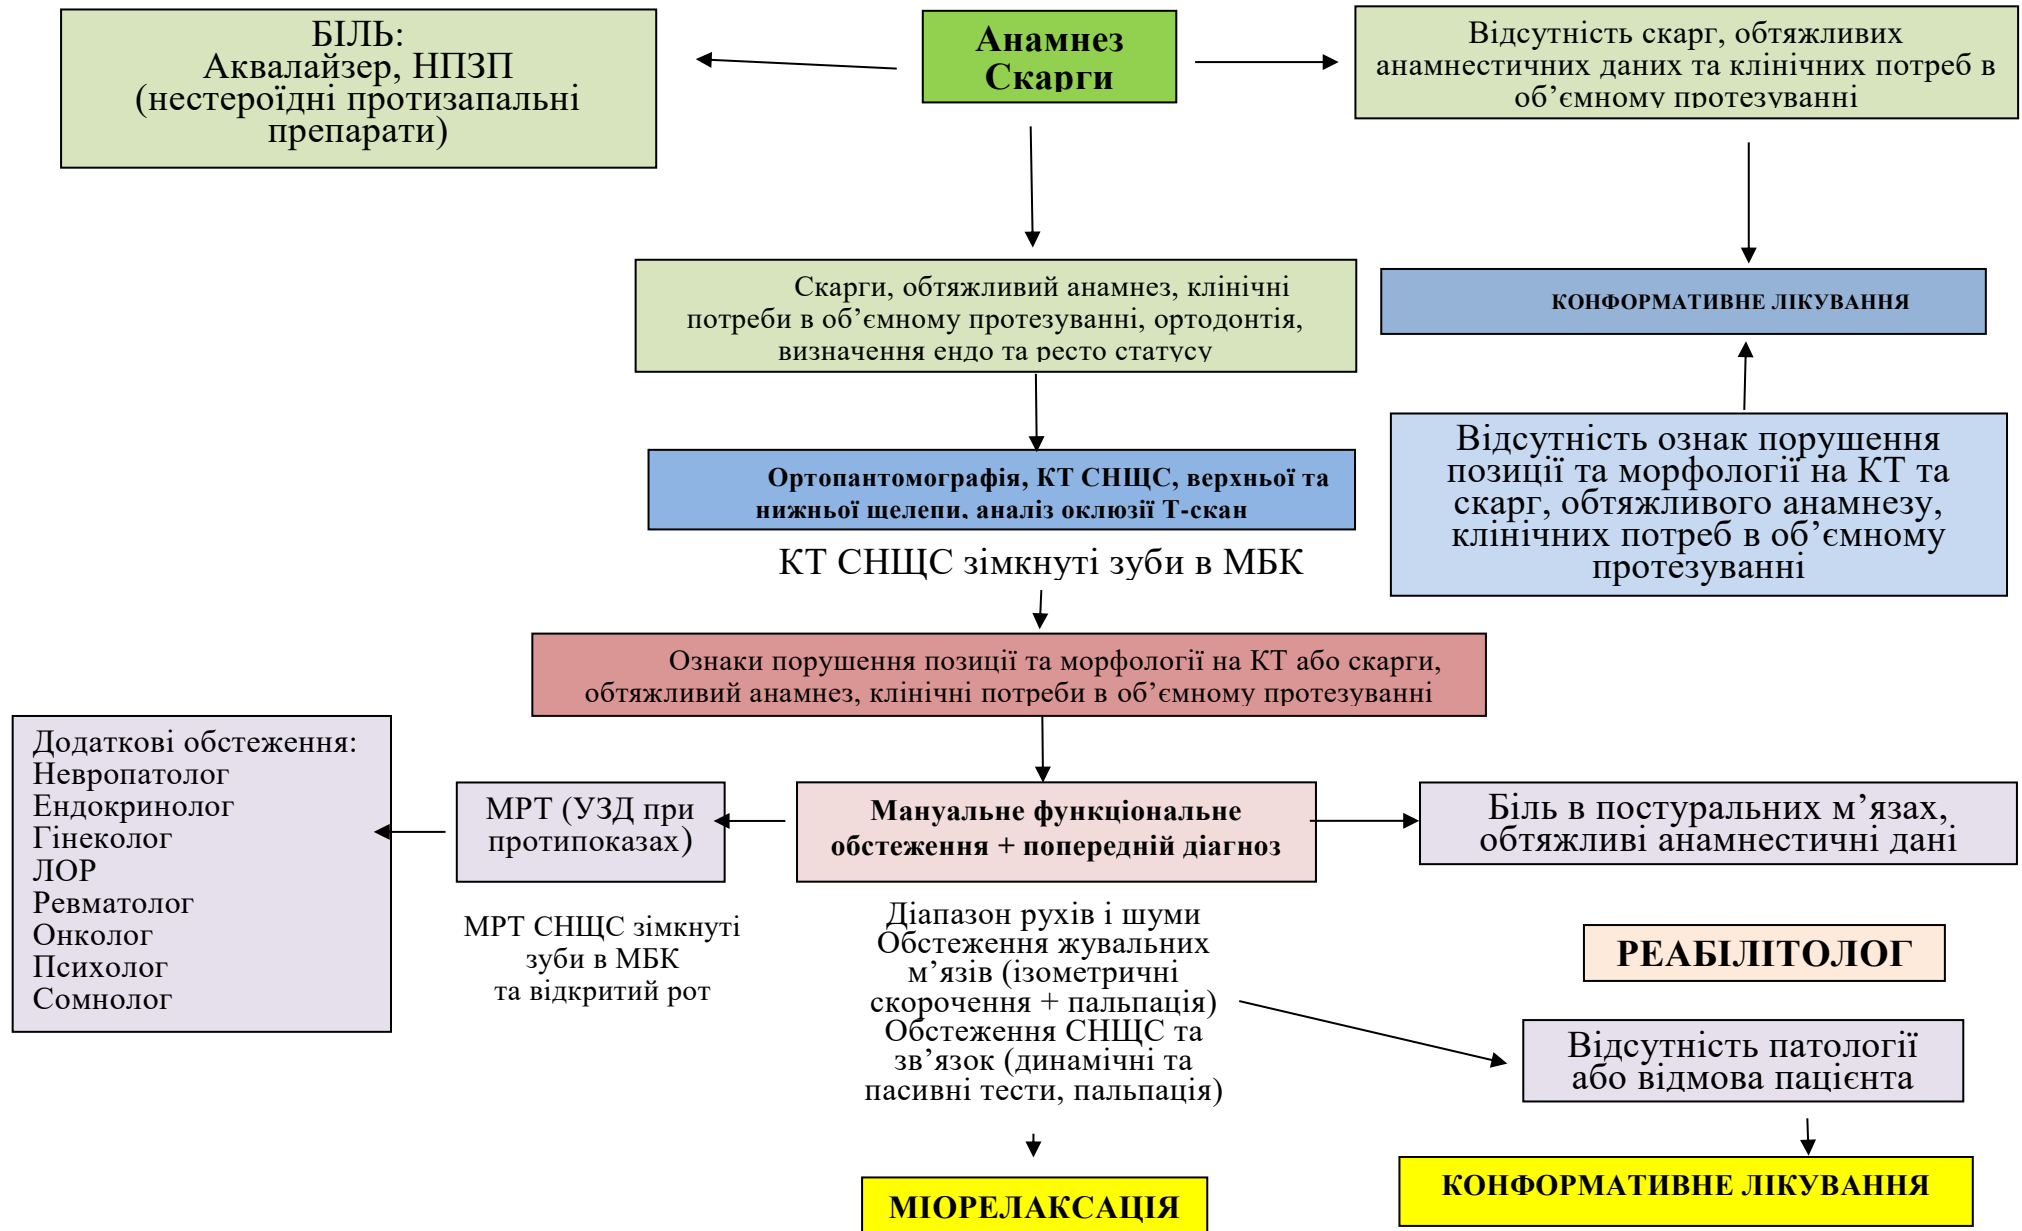 БІЛЬ:
Аквалайзер, НПЗП
(нестероїдні протизапальні
препарати)
Анамнез
Скарги
Відсутність скарг, обтяжливих
анамнестичних даних та клінічних потреб в
об’ємному протезуванні
Скарги, обтяжливий анамнез, клінічні
потреби в об’ємному протезуванні, ортодонтія,
визначення ендо та ресто статусу
КОНФОРМАТИВНЕ ЛІКУВАННЯ
Ортопантомографія, КТ СНЩС, верхньої та
нижньої щелепи, аналіз оклюзії Т-скан
КТ СНЩС зімкнуті зуби в МБК
Відсутність ознак порушення
позиції та морфології на КТ та
скарг, обтяжливого анамнезу,
клінічних потреб в об’ємному
протезуванні
Ознаки порушення позиції та морфології на КТ або скарги,
обтяжливий анамнез, клінічні потреби в об’ємному протезуванні
Додаткові обстеження:
Невропатолог
Ендокринолог
Гінеколог
ЛОР
Ревматолог
Онколог
Психолог
Сомнолог
МРТ (УЗД при
протипоказах)
МРТ СНЩС зімкнуті
зуби в МБК
та відкритий рот
Мануальне функціональне
обстеження + попередній діагноз
Діапазон рухів і шуми
Обстеження жувальних
м’язів (ізометричні
скорочення + пальпація)
Обстеження СНЩС та
зв’язок (динамічні та
пасивні тести, пальпація)
Біль в постуральних м’язах,
обтяжливі анамнестичні дані
РЕАБІЛІТОЛОГ
Відсутність патології
або відмова пацієнта
МІОРЕЛАКСАЦІЯ
КОНФОРМАТИВНЕ ЛІКУВАННЯ